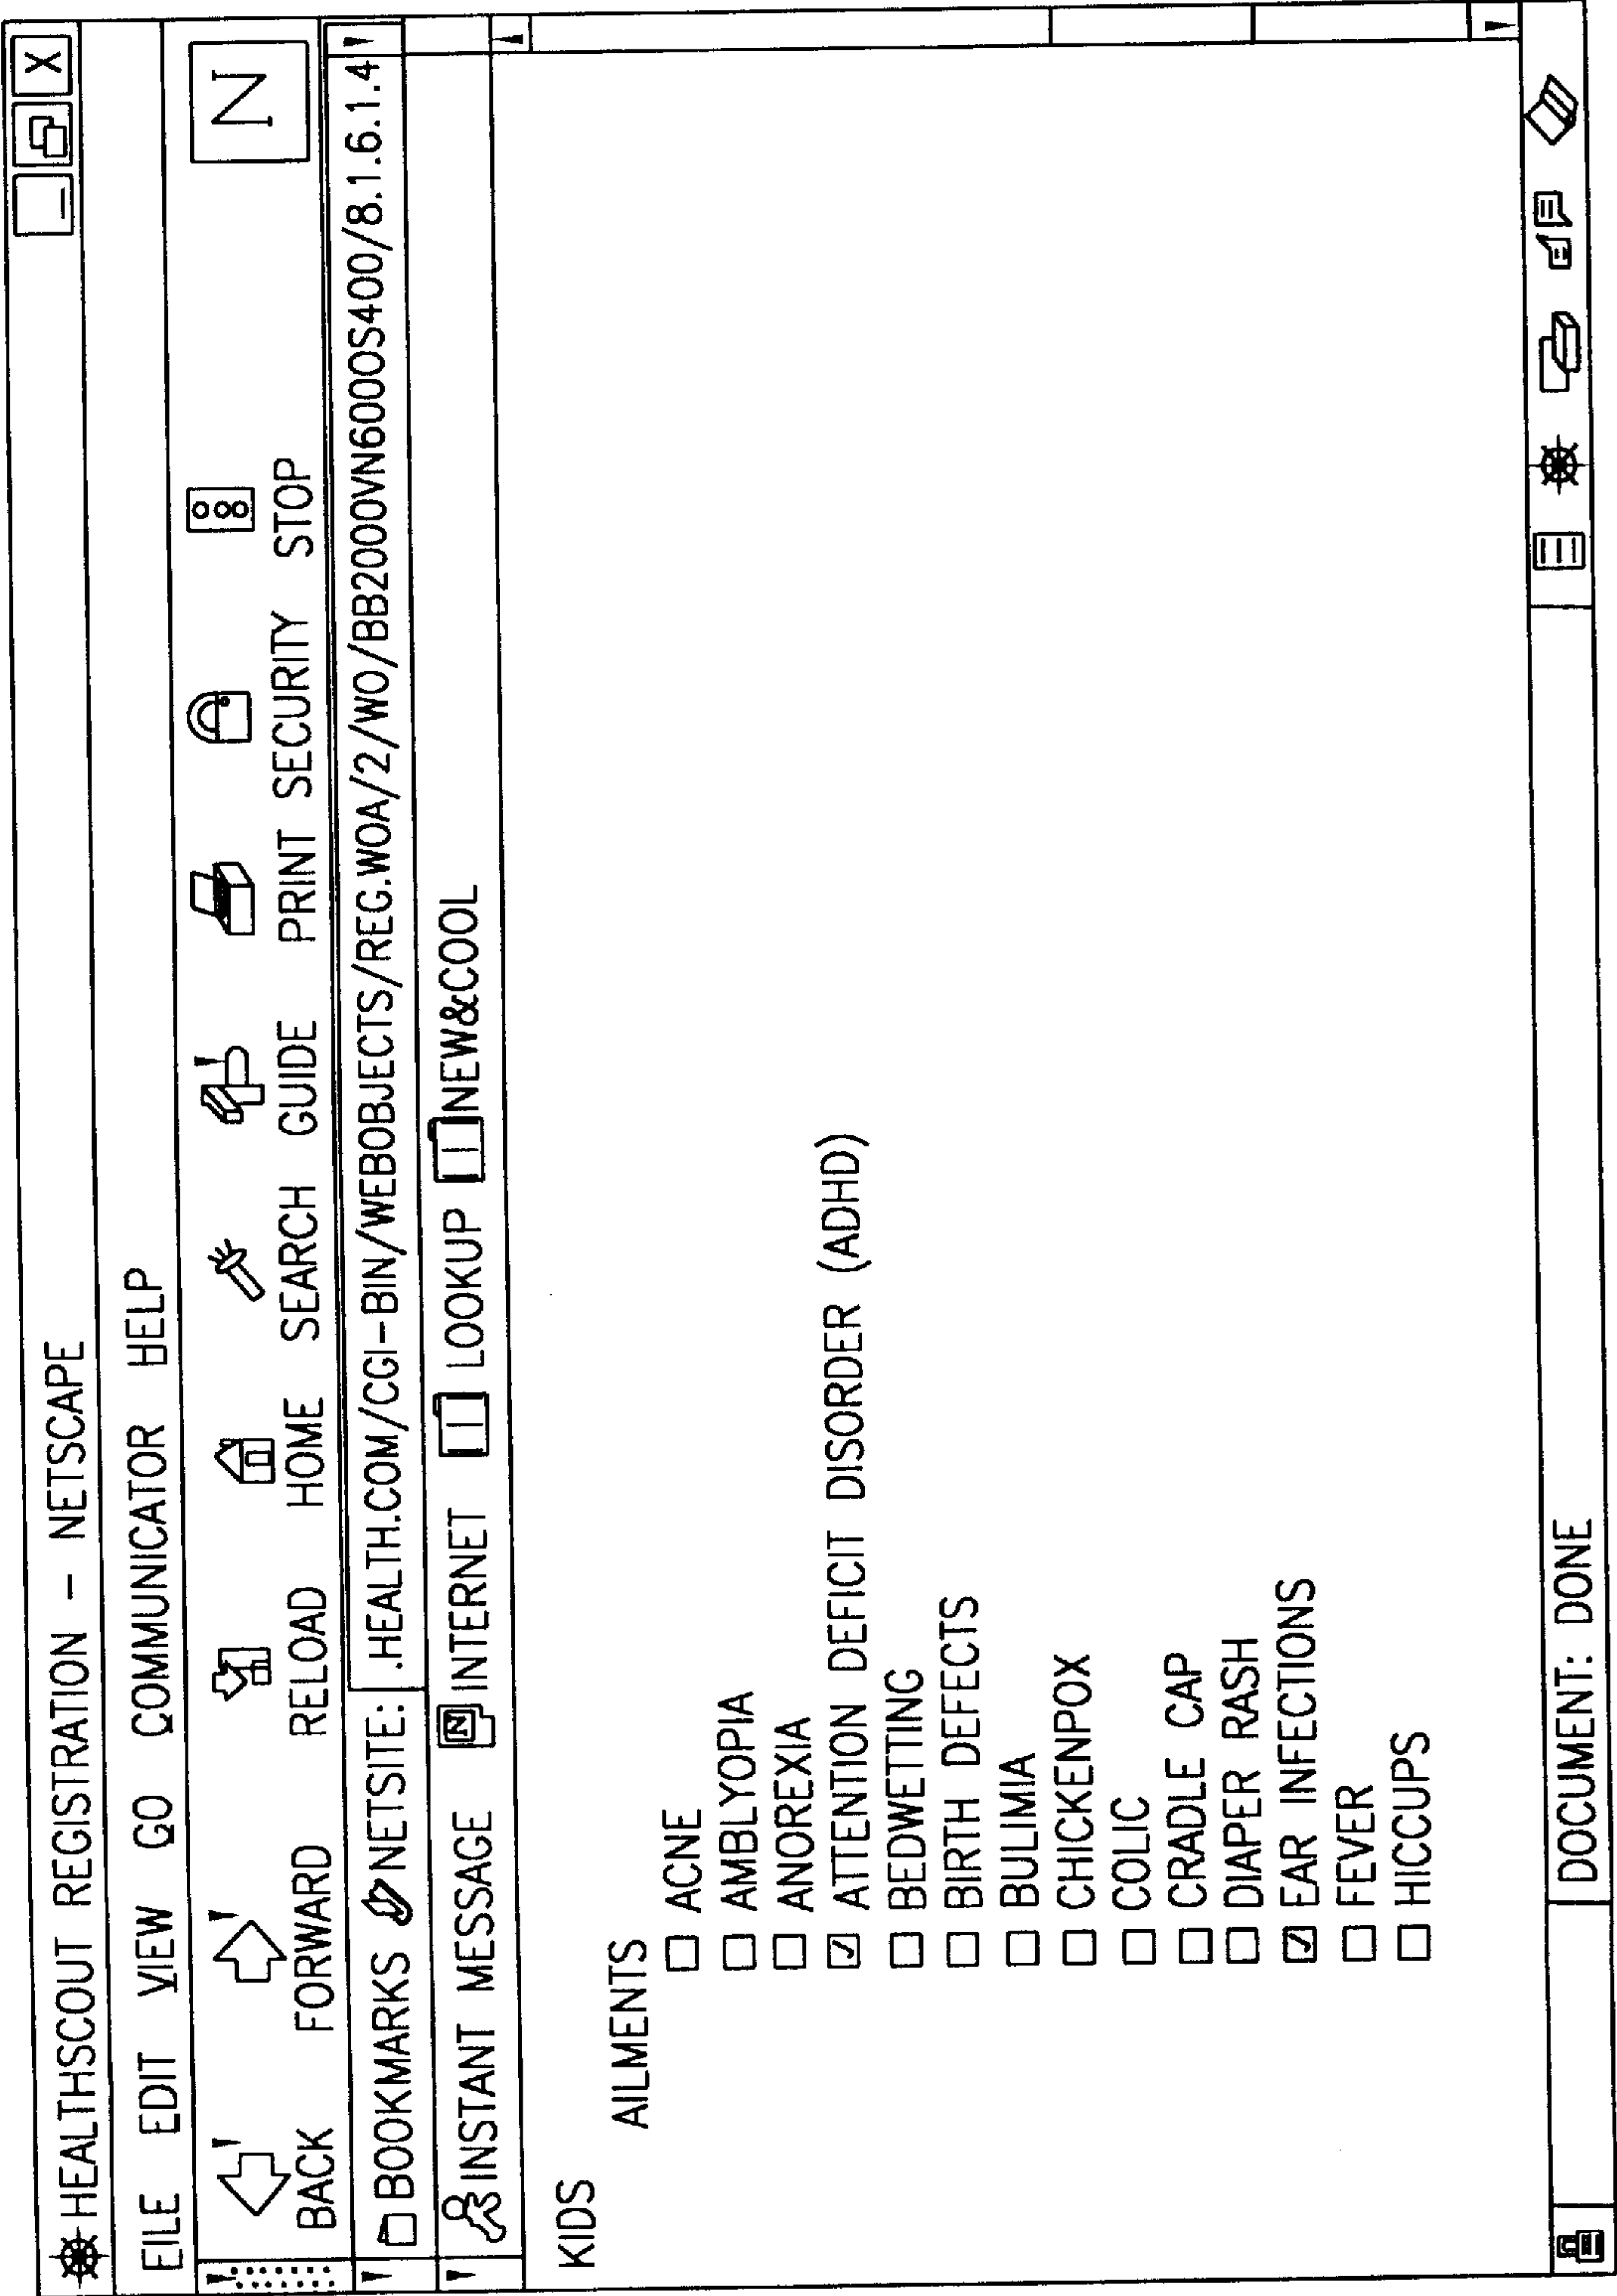 HEALTHSCOUT REGISTRATION - NETSCAPE
X
FILE EDIT VIEW GO COMMUNICATOR HELP
N
BACK FORWARD RELOAD HOME SEARCH GUIDE PRINT SECURITY STOP
BOOKMARKS NETSITE: .HEALTH.COM/CGI-BIN/WEBOBJECTS/REG.WOA/2/WO/BB2000VN6000S400/8.1.6.1.4
INSTANT MESSAGE N INTERNET LOOKUP NEW&COOL
KIDS
AILMENTS
ACNE
AMBLYOPIA
ANOREXIA
ATTENTION DEFICIT DISORDER (ADHD)
BEDWETTING
BIRTH DEFECTS
BULIMIA
CHICKENPOX
COLIC
CRADLE CAP
DIAPER RASH
EAR INFECTIONS
FEVER
HICCUPS
DOCUMENT: DONE